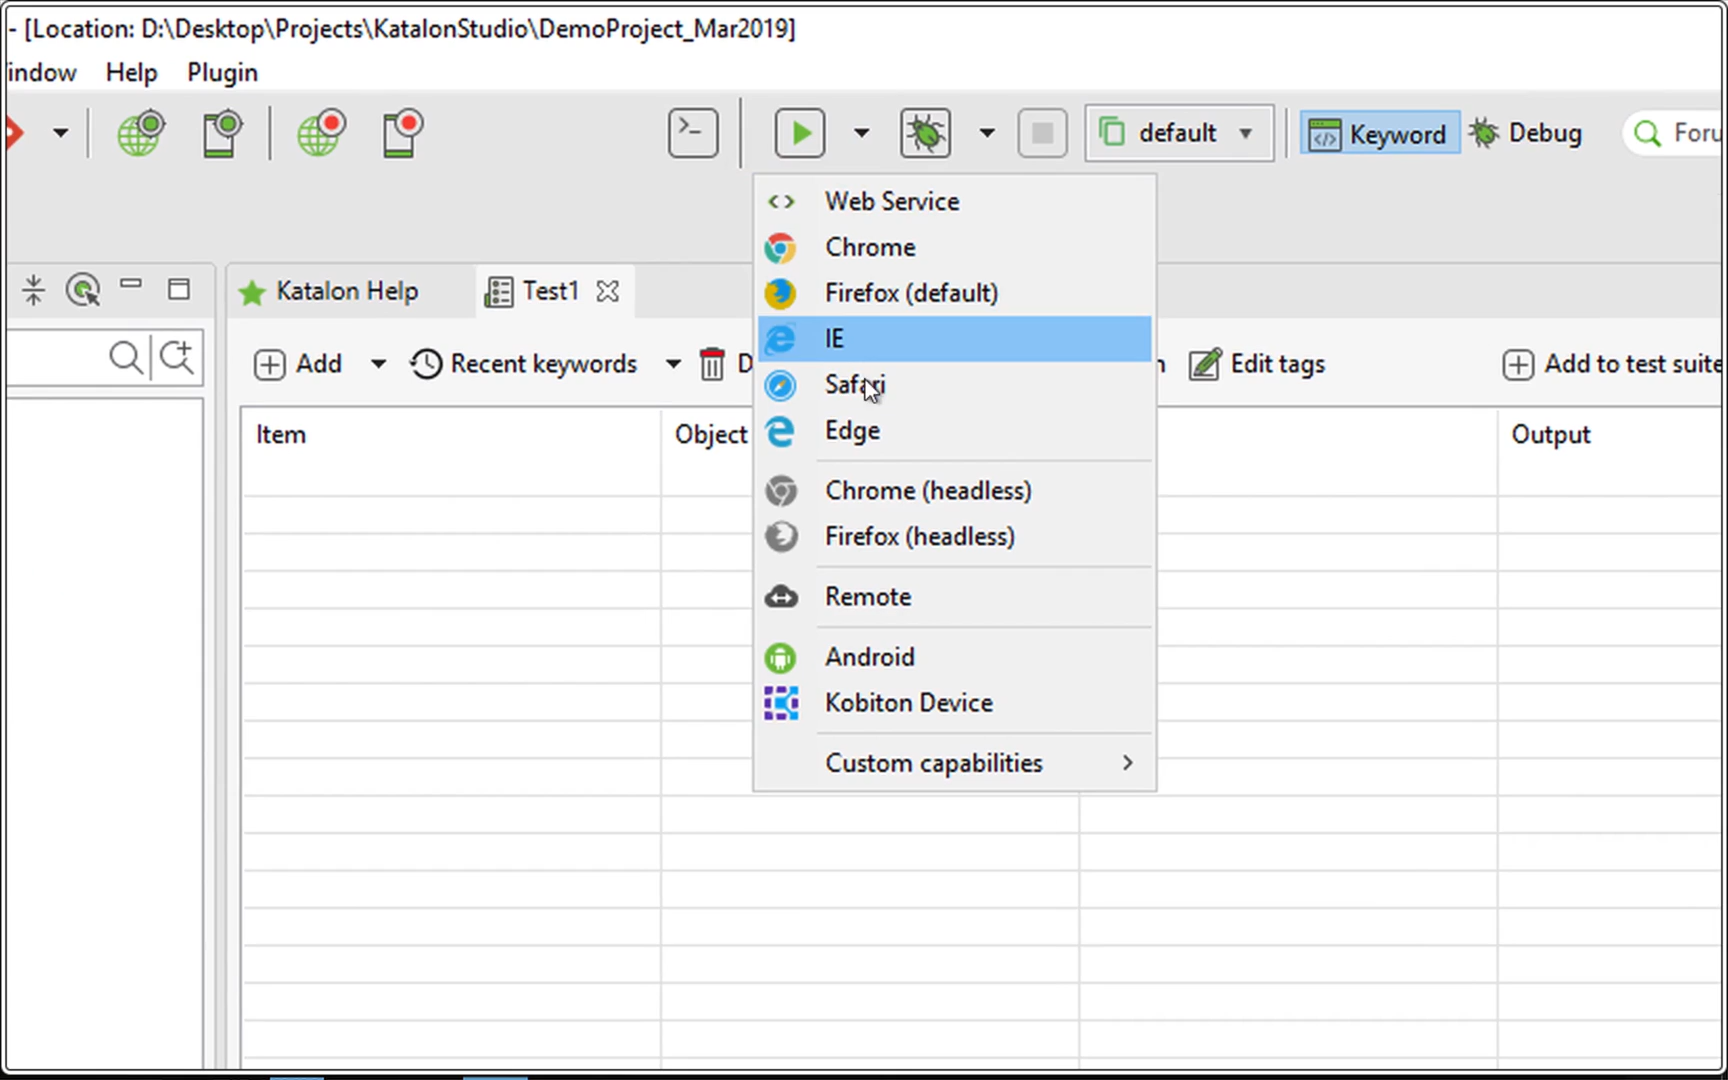 - [Location: D:\Desktop\Projects\KatalonStudio\DemoProject_Mar2019]
indow Help Plugin
default
Keyword
Debug
Foru
Katalon Help
Test1
Web Service
Chrome
Firefox (default)
IE
Safari
Edge
Chrome (headless)
Firefox (headless)
Remote
Android
Kobiton Device
Custom capabilities
Add
Recent keywords
D
n
Edit tags
Add to test suite
Item
Object
Output